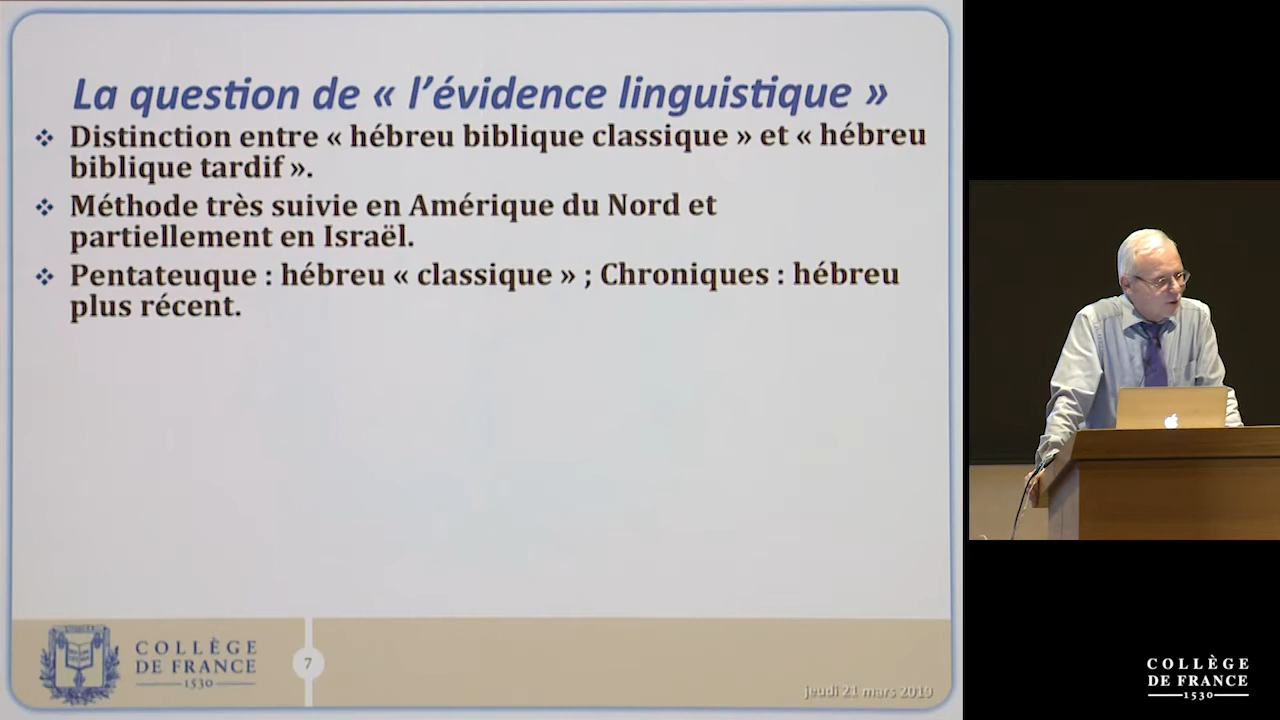 La question de « l'évidence linguistique »
Distinction entre « hébreu biblique classique » et « hébreu
biblique tardif ».
Méthode très suivie en Amérique du Nord et
partiellement en Israël.
Pentateuque : hébreu « classique » ; Chroniques : hébreu
plus récent.
COLLÈGE
DE FRANCE
1530
7
jeudi 21 mars 2019
COLLÈGE
DE FRANCE
1530